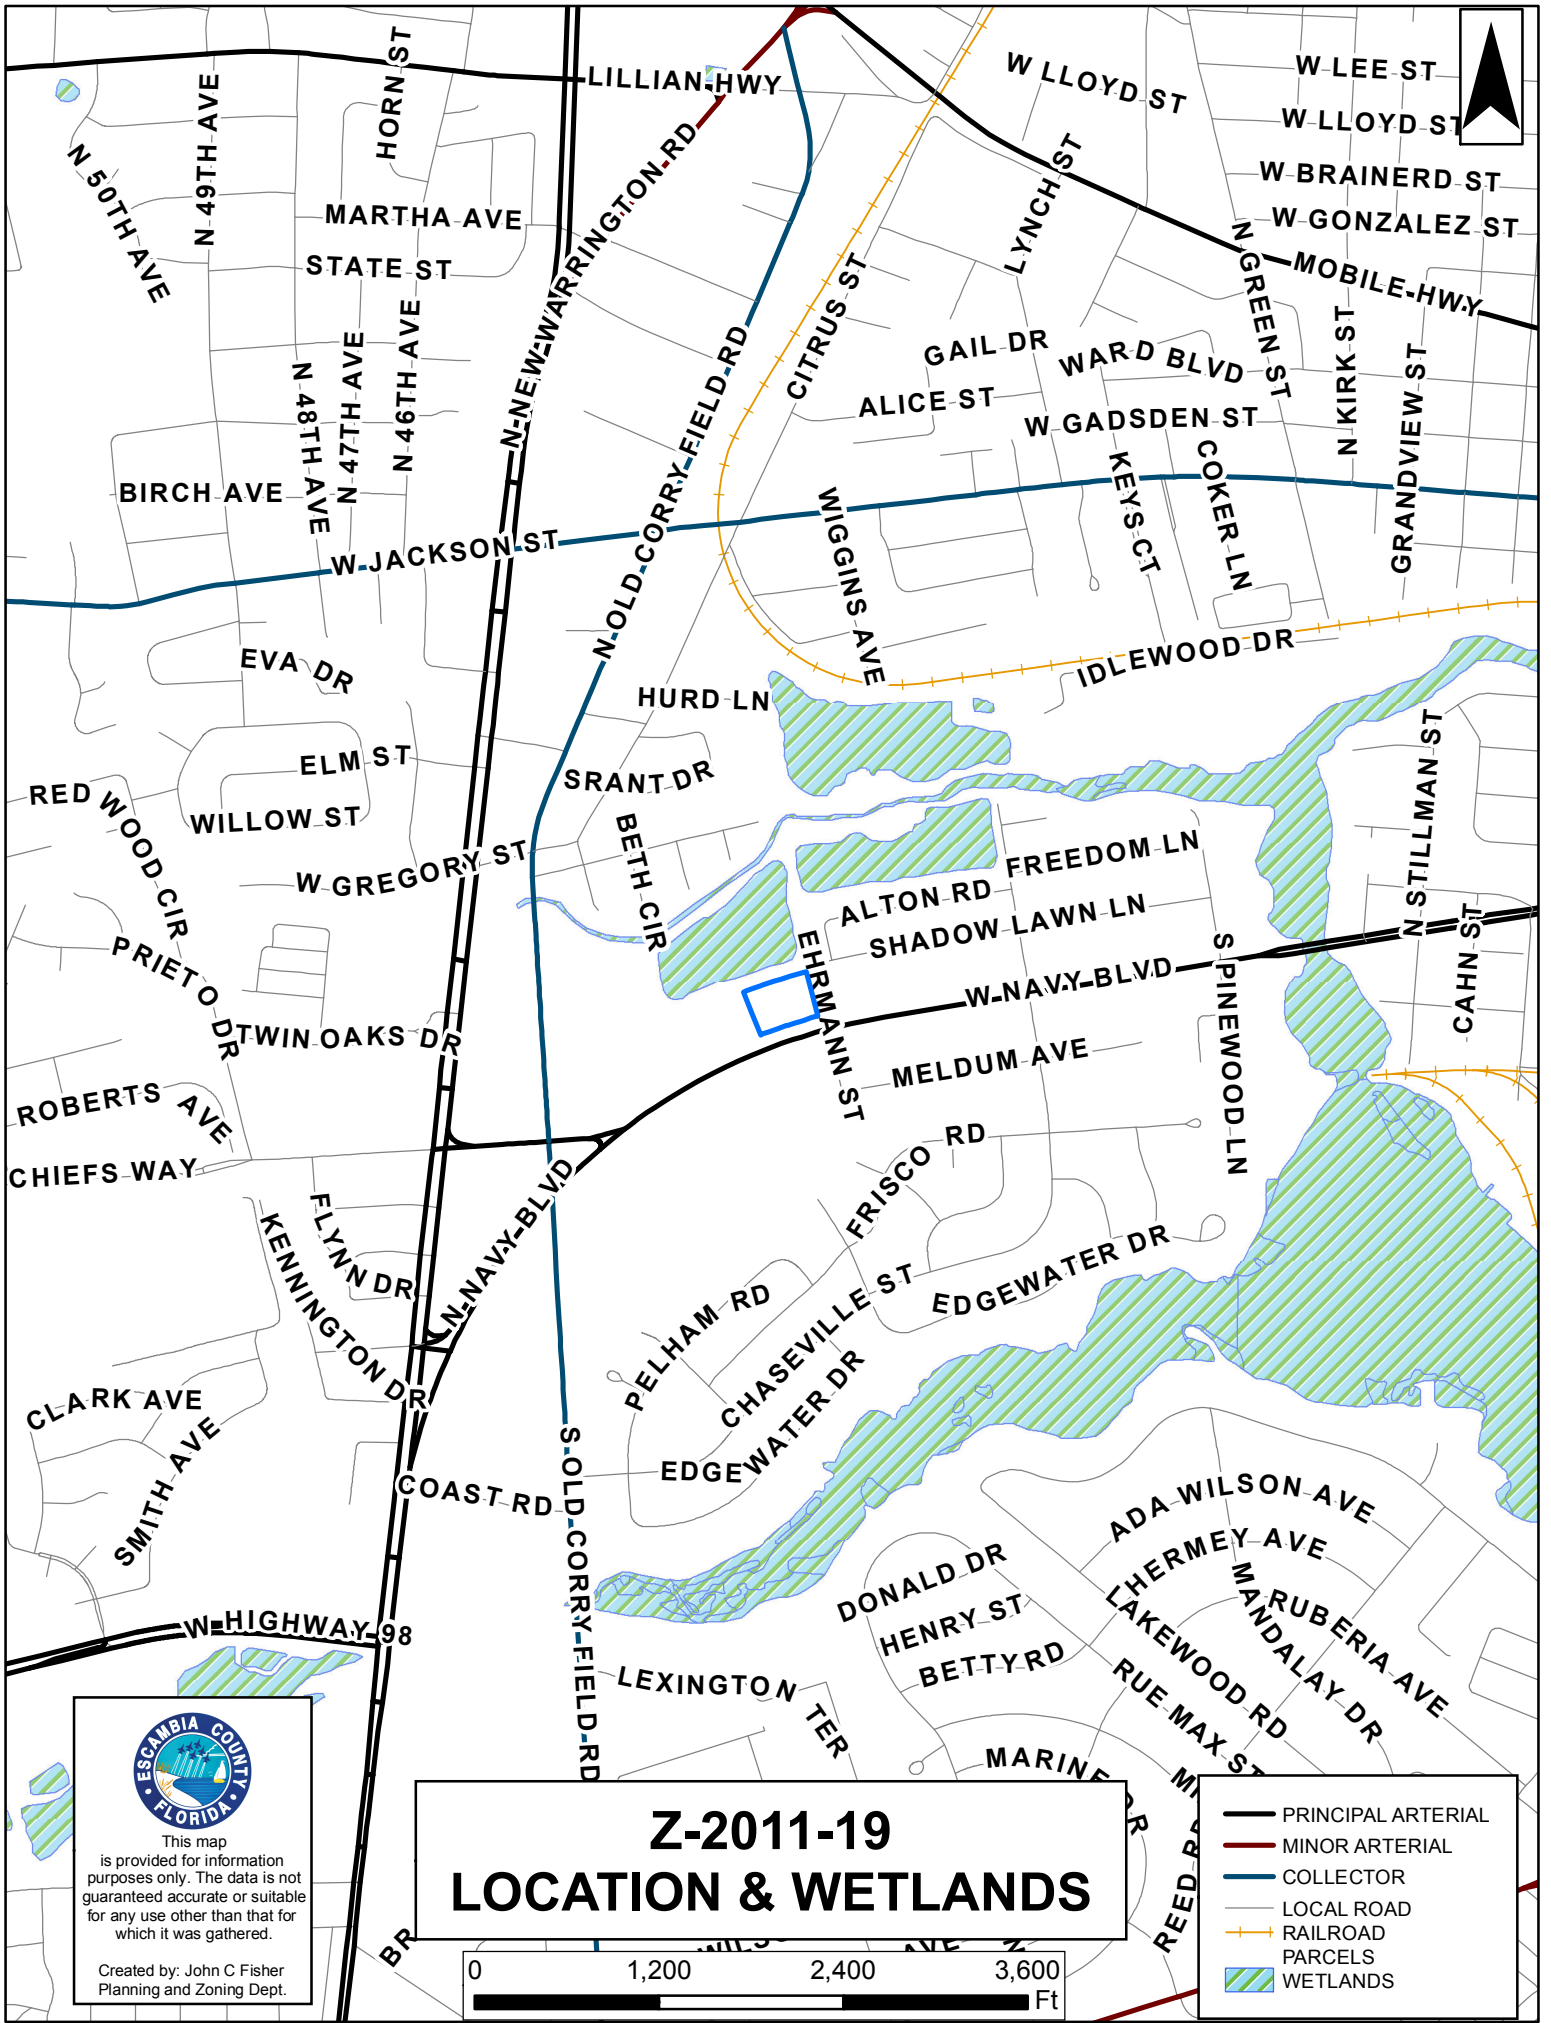 LILLIAN HWY
W LLOYD ST
W LEE ST
W LLOYD ST
W BRAINERD ST
W GONZALEZ ST
MOBILE HWY
HORN ST
N 49TH AVE
N 50TH AVE
MARTHA AVE
STATE ST
N NEW WARRINGTON RD
LYNCH ST
N GREEN ST
N KIRK ST
GRANDVIEW ST
CITRUS ST
GAIL DR
WARD BLVD
ALICE ST
W GADSDEN ST
N 48TH AVE
N 47TH AVE
N 46TH AVE
BIRCH AVE
W JACKSON ST
N OLD CORRY FIELD RD
WIGGINS AVE
KEYS CT
COKER LN
IDLEWOOD DR
EVA DR
HURD LN
ELM ST
SRANT DR
RED WOOD CIR
WILLOW ST
BETH CIR
W GREGORY ST
FREEDOM LN
ALTON RD
SHADOW LAWN LN
N STILLMAN ST
CAHN ST
EHRMANN ST
W NAVY BLVD
S PINEWOOD LN
PRIETO DR
TWIN OAKS DR
MELDUM AVE
ROBERTS AVE
CHIEFS WAY
FRISCO RD
FLYNN DR
KENNINGTON DR
N NAVY BLVD
EDGEWATER DR
PELHAM RD
CHASEVILLE ST
EDGE WATER DR
CLARK AVE
SMITH AVE
COAST RD
S OLD CORRY FIELD RD
ADA WILSON AVE
HERMEY AVE
MANDALAY DR
RUBERIA AVE
LAKEWOOD RD
DONALD DR
HENRY ST
BETTY RD
RUE MAX ST
W HIGHWAY 98
LEXINGTON TER
MARINE DR
REED RD
BR
ESCAMBIA COUNTY
FLORIDA
This map
is provided for information
purposes only. The data is not
guaranteed accurate or suitable
for any use other than that for
which it was gathered.
Created by: John C Fisher
Planning and Zoning Dept.
Z-2011-19
LOCATION & WETLANDS
0 1,200 2,400 3,600
Ft
PRINCIPAL ARTERIAL
MINOR ARTERIAL
COLLECTOR
LOCAL ROAD
RAILROAD
PARCELS
WETLANDS